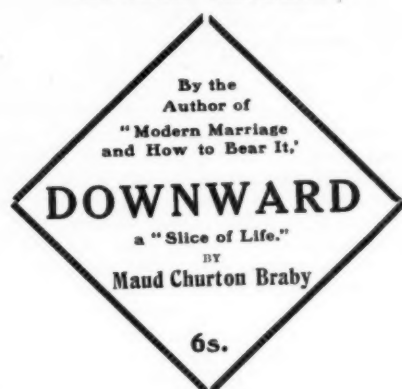 By the
Author of
"Modern Marriage
and How to Bear It,'
DOWNWARD
a "Slice of Life."
BY
Maud Churton Braby
6s.